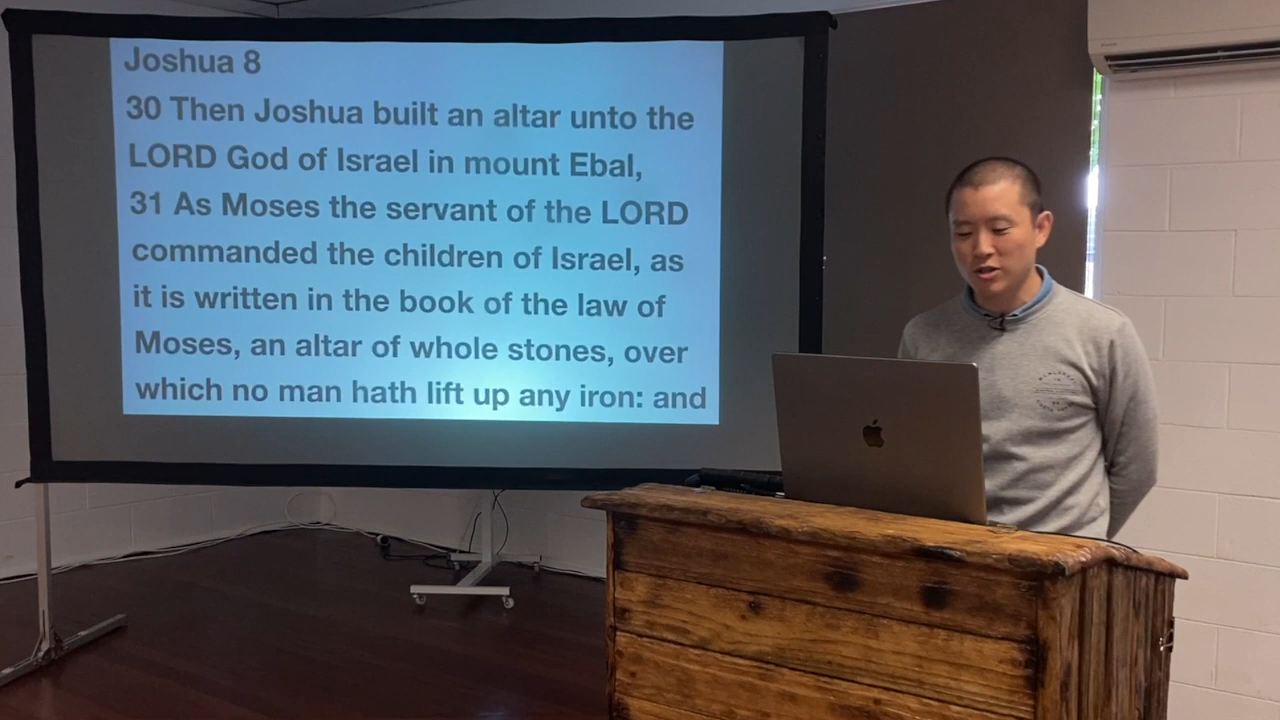 Joshua 8
30 Then Joshua built an altar unto the
LORD God of Israel in mount Ebal,
31 As Moses the servant of the LORD
commanded the children of Israel, as
it is written in the book of the law of
Moses, an altar of whole stones, over
which no man hath lift up any iron: and